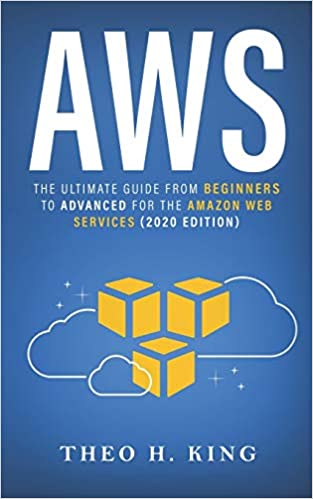 AWS
THE ULTIMATE GUIDE FROM BEGINNERS
TO ADVANCED FOR THE AMAZON WEB
SERVICES (2020 EDITION)
THEO H. KING